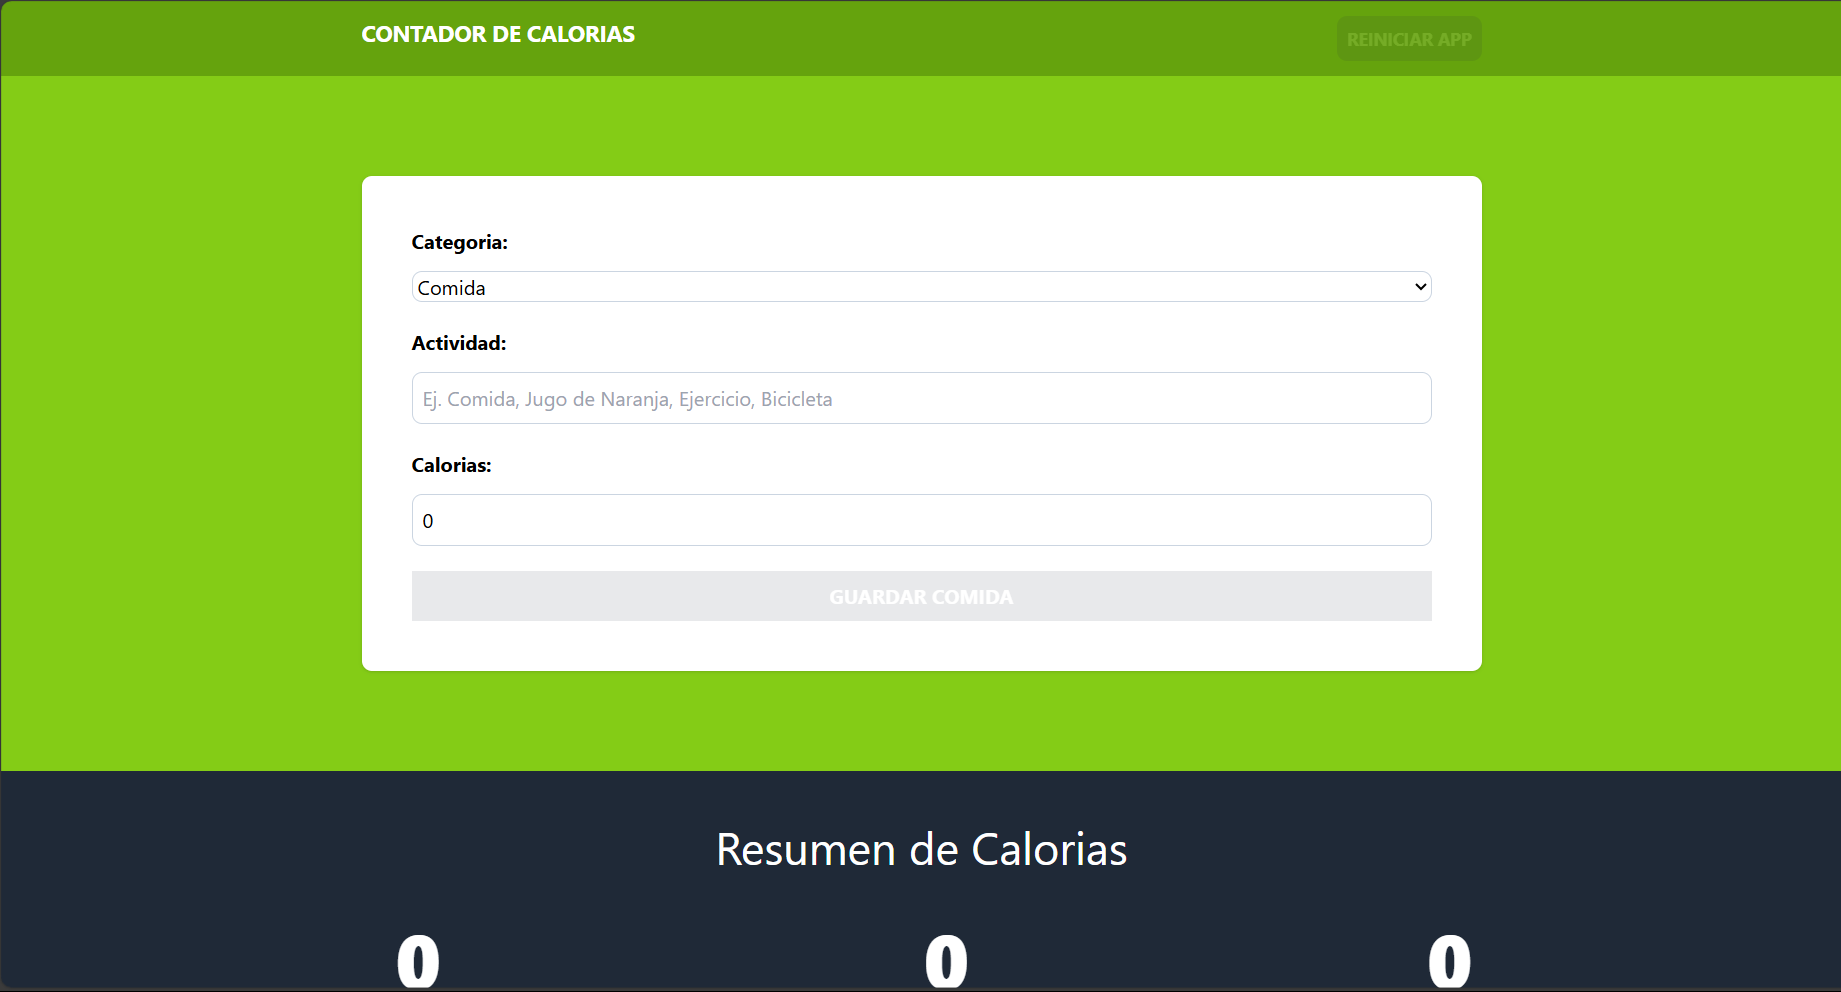 CONTADOR DE CALORIAS
REINICIAR APP
Categoria:
Comida
Actividad:
Ej. Comida, Jugo de Naranja, Ejercicio, Bicicleta
Calorias:
0
GUARDAR COMIDA
Resumen de Calorias
0 0 0